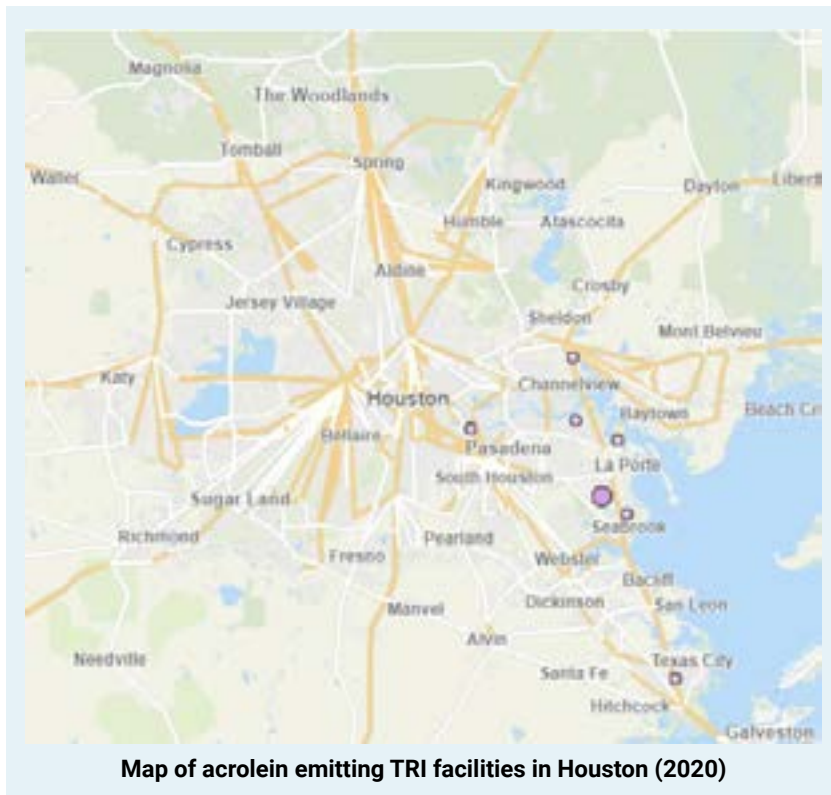 Magnolia
The Woodlands
Tomball
Spring
Waller
Kingwood
Dayton
Humble
Atascocita
Cypress
Aldine
Crosby
Jersey Village
Sheldon
Mont Belvieu
Katy
Channelview
Houston
Baytown
Beach
Bellaire
Pasadena
La Porte
South Houston
Sugar Land
Seabrook
Richmond
Pearland
Fresno
Webster
Bacliff
Dickinson
San Leon
Manvel
Alvin
Needville
Texas City
Santa Fe
Hitchcock
Galveston
Map of acrolein emitting TRI facilities in Houston (2020)